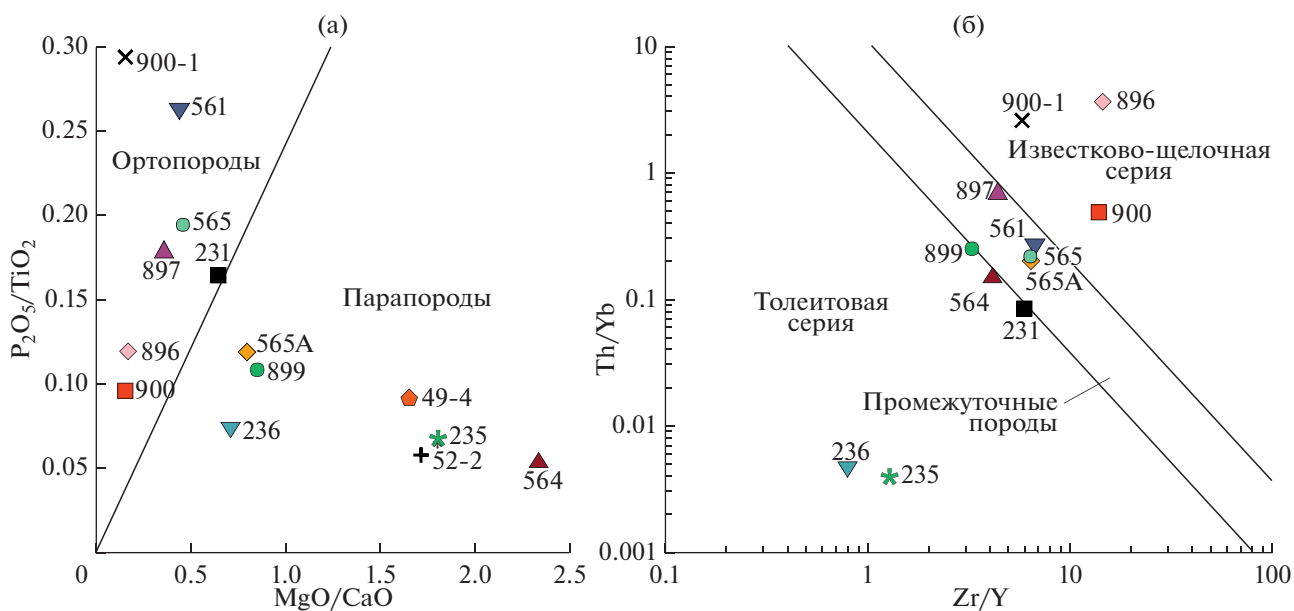 (а)
0.30
0.25
0.20
0.15
0.10
0.05
0
0.5
1.0
1.5
2.0
2.5
P₂O₅/TiO₂
MgO/CaO
900-1
561
Ортопороды
565
231
897
Парапороды
896
565А
899
900
49-4
236
235
52-2
564
(б)
10
1
0.1
0.01
0.001
0.1
1
10
100
Th/Yb
Zr/Y
900-1
896
Известково-щелочная
серия
897
900
561
899
565
565А
564
Толеитовая
серия
231
Промежуточные
породы
236
235